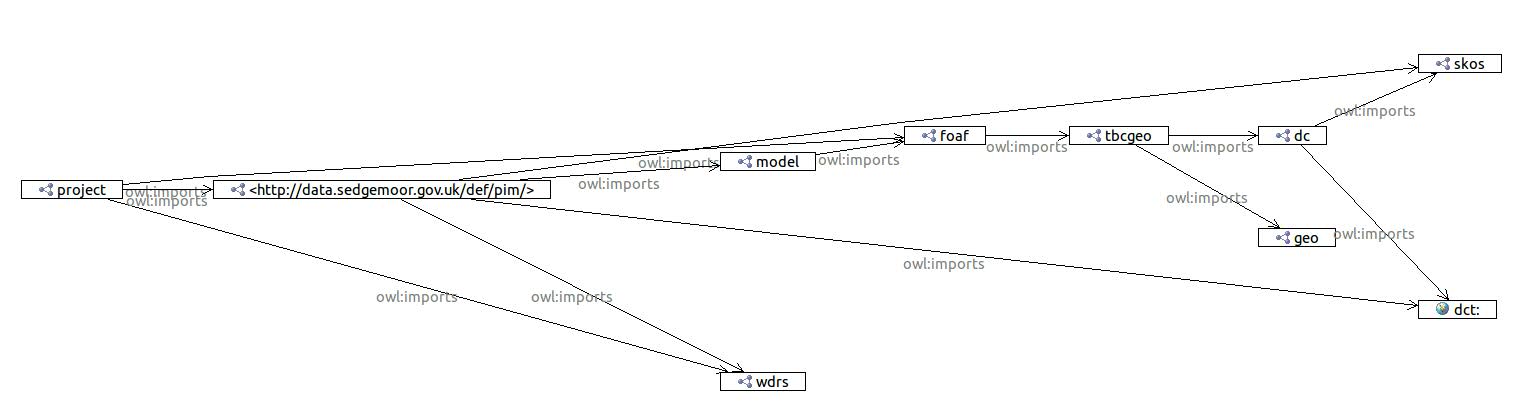 skos
owl:imports
foaf
tbcgeo
dc
owl:imports
owl:imports
owl:imports
model
owl:imports
owl:imports
project
owl:imports
owl:imports
<http://data.sedgemoor.gov.uk/def/pim/>
owl:imports
geo
owl:imports
owl:imports
owl:imports
owl:imports
dct:
wdrs